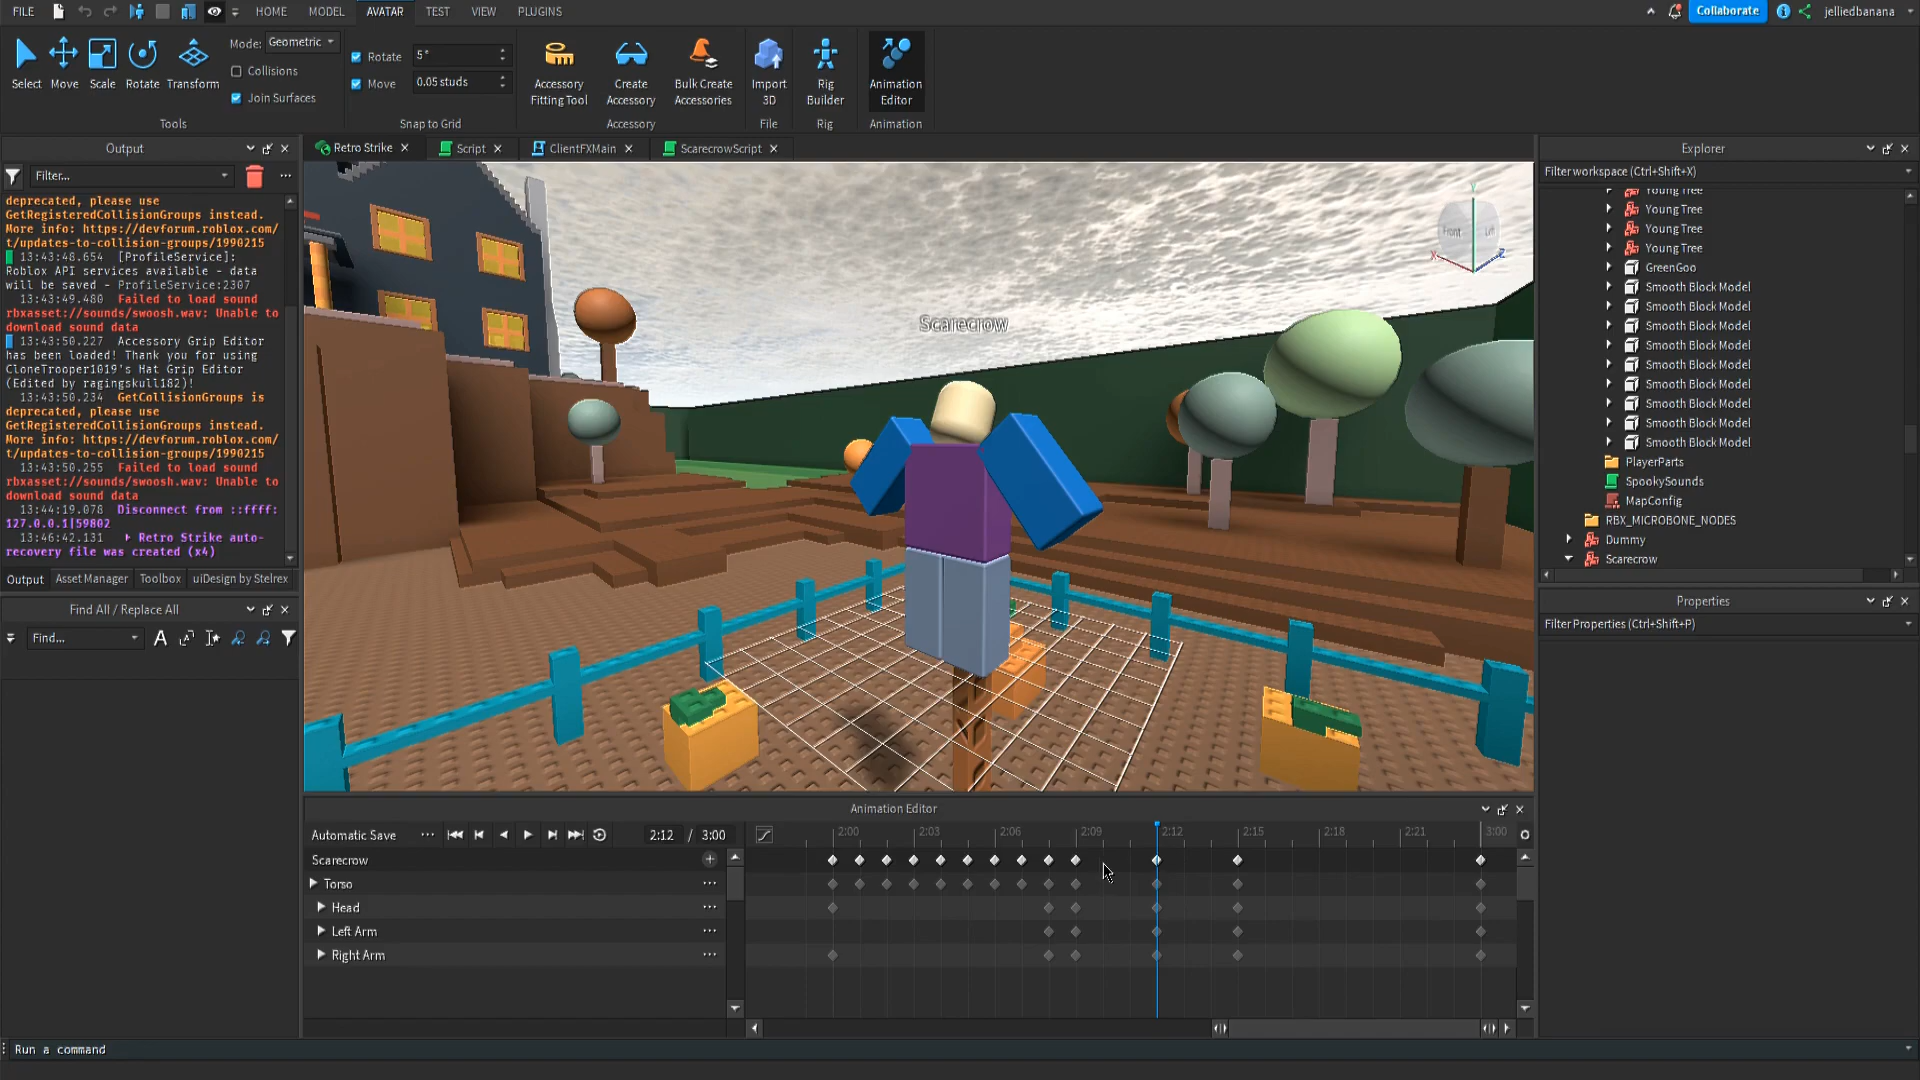 FILE HOME MODEL AVATAR TEST VIEW PLUGINS Collaborate jelliedbanana
Select Move Scale Rotate Transform
Mode: Geometric
Collisions
Join Surfaces
Tools
Rotate 5°
Move 0.05 studs
Snap to Grid
Accessory Fitting Tool
Create Accessory
Bulk Create Accessories
Accessory
Import 3D
File
Rig Builder
Rig
Animation Editor
Animation
Output
Filter...
deprecated, please use
GetRegisteredCollisionGroups instead.
More info: https://devforum.roblox.com/
t/updates-to-collision-groups/1990215
13:43:48.654 [ProfileService]:
Roblox API services available - data
will be saved - ProfileService:2307
13:43:49.480 Failed to load sound
rbxasset://sounds/swoosh.wav: Unable to
download sound data
13:43:50.227 Accessory Grip Editor
has been loaded! Thank you for using
CloneTrooper1019's Hat Grip Editor
(Edited by ragingskull182)!
13:43:50.234 GetCollisionGroups is
deprecated, please use
GetRegisteredCollisionGroups instead.
More info: https://devforum.roblox.com/
t/updates-to-collision-groups/1990215
13:43:50.255 Failed to load sound
rbxasset://sounds/swoosh.wav: Unable to
download sound data
13:44:19.078 Disconnect from ::ffff:
127.0.0.1|59802
13:46:42.131 Retro Strike auto-
recovery file was created (x4)
Output Asset Manager Toolbox uiDesign by Stelrex
Find All / Replace All
Find...
Retro Strike Script ClientFXMain ScarecrowScript
Scarecrow
Front Left
Y
X Z
Explorer
Filter workspace (Ctrl+Shift+X)
Young Tree
Young Tree
Young Tree
Young Tree
GreenGoo
Smooth Block Model
Smooth Block Model
Smooth Block Model
Smooth Block Model
Smooth Block Model
Smooth Block Model
Smooth Block Model
Smooth Block Model
Smooth Block Model
PlayerParts
SpookySounds
MapConfig
RBX_MICROBONE_NODES
Dummy
Scarecrow
Properties
Filter Properties (Ctrl+Shift+P)
Animation Editor
Automatic Save ... 2:12 / 3:00
2:00 2:03 2:06 2:09 2:12 2:15 2:18 2:21 3:00
Scarecrow
Torso
Head
Left Arm
Right Arm
Run a command